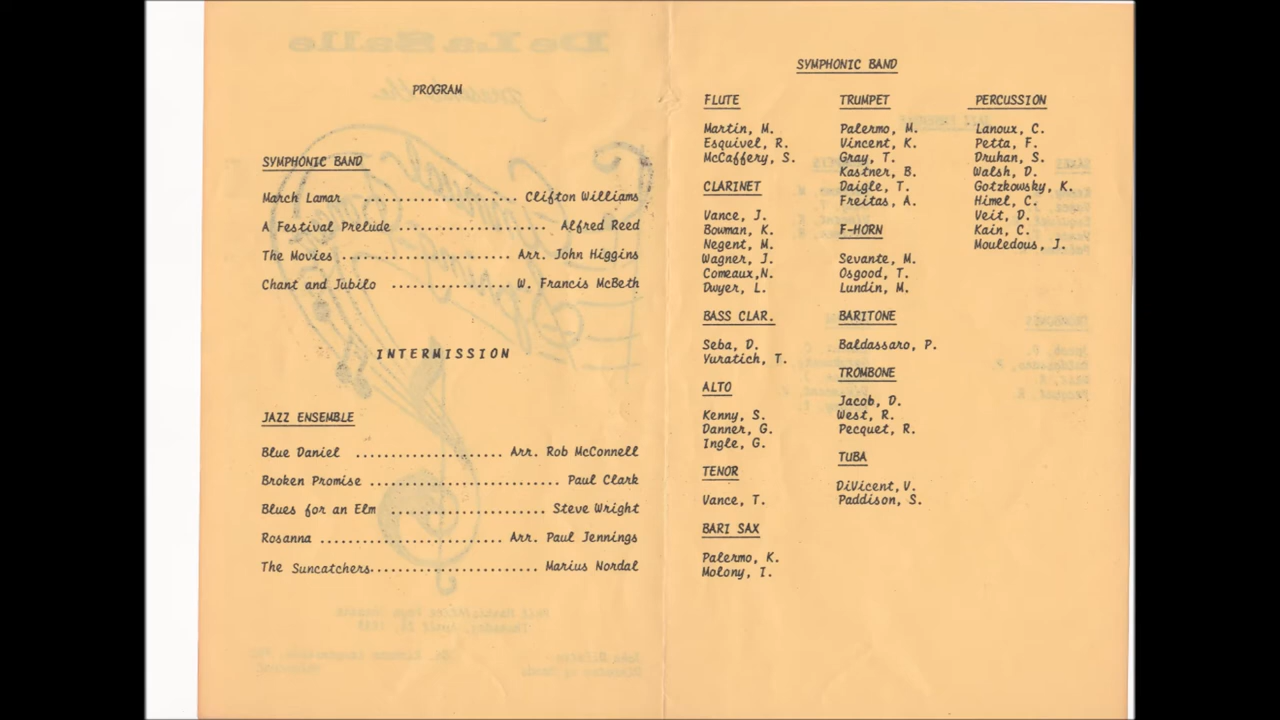 PROGRAM
SYMPHONIC BAND
March Lamar ...................... Clifton Williams
A Festival Prelude ..................... Alfred Reed
The Movies ........................ Arr. John Higgins
Chant and Jubilo ................. W. Francis McBeth
INTERMISSION
JAZZ ENSEMBLE
Blue Daniel ..................... Arr. Rob McConnell
Broken Promise ........................... Paul Clark
Blues for an Elm ...................... Steve Wright
Rosanna .......................... Arr. Paul Jennings
The Suncatchers........................ Marius Nordal
SYMPHONIC BAND
FLUTE
Martin, M.
Esquivel, R.
McCaffery, S.
CLARINET
Vance, J.
Bowman, K.
Negent, M.
Wagner, J.
Comeaux,N.
Dwyer, L.
BASS CLAR.
Seba, D.
Yuratich, T.
ALTO
Kenny, S.
Danner, G.
Ingle, G.
TENOR
Vance, T.
BARI SAX
Palermo, K.
Molony, I.
TRUMPET
Palermo, M.
Vincent, K.
Gray, T.
Kastner, B.
Daigle, T.
Freitas, A.
F-HORN
Sevante, M.
Osgood, T.
Lundin, M.
BARITONE
Baldassaro, P.
TROMBONE
Jacob, D.
West, R.
Pecquet, R.
TUBA
DiVicent, V.
Paddison, S.
PERCUSSION
Lanoux, C.
Petta, F.
Druhan, S.
Walsh, D.
Gotzkowsky, K.
Himel, C.
Veit, D.
Kain, C.
Mouledous, J.
De La Salle
presents the